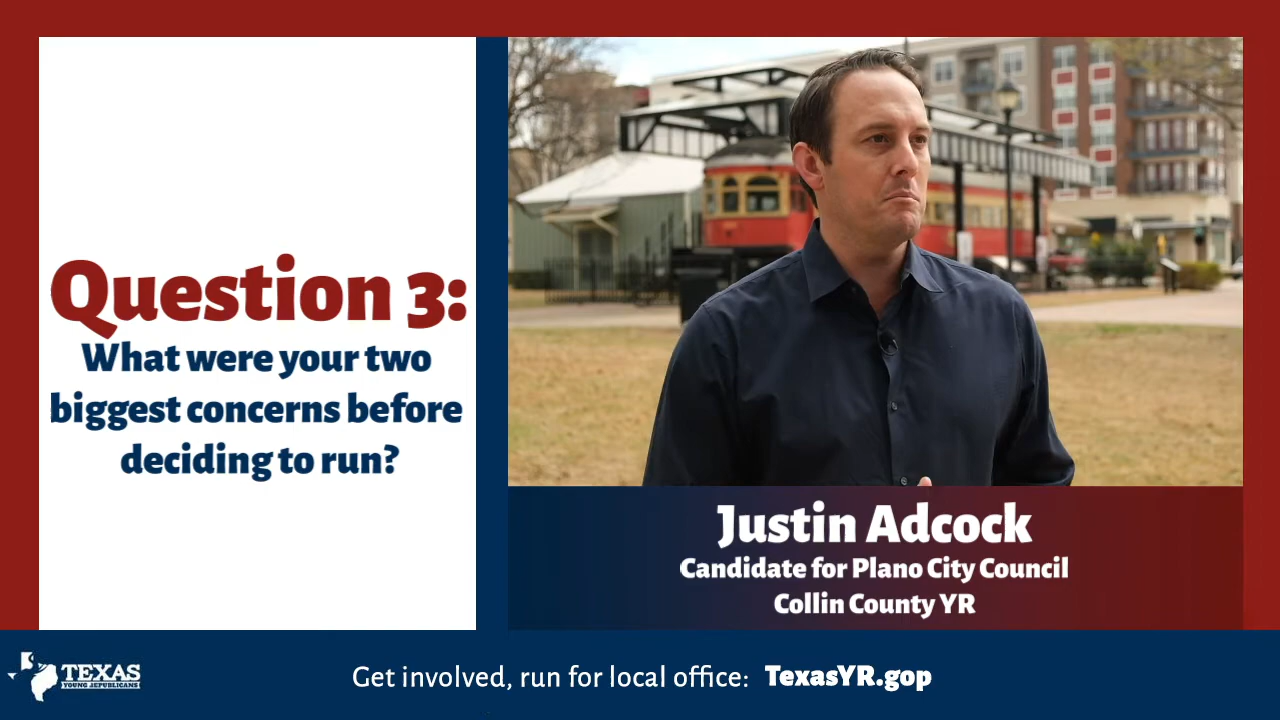 Question 3:
What were your two
biggest concerns before
deciding to run?
Justin Adcock
Candidate for Plano City Council
Collin County YR
TEXAS
YOUNG REPUBLICANS
Get involved, run for local office: TexasYR.gop